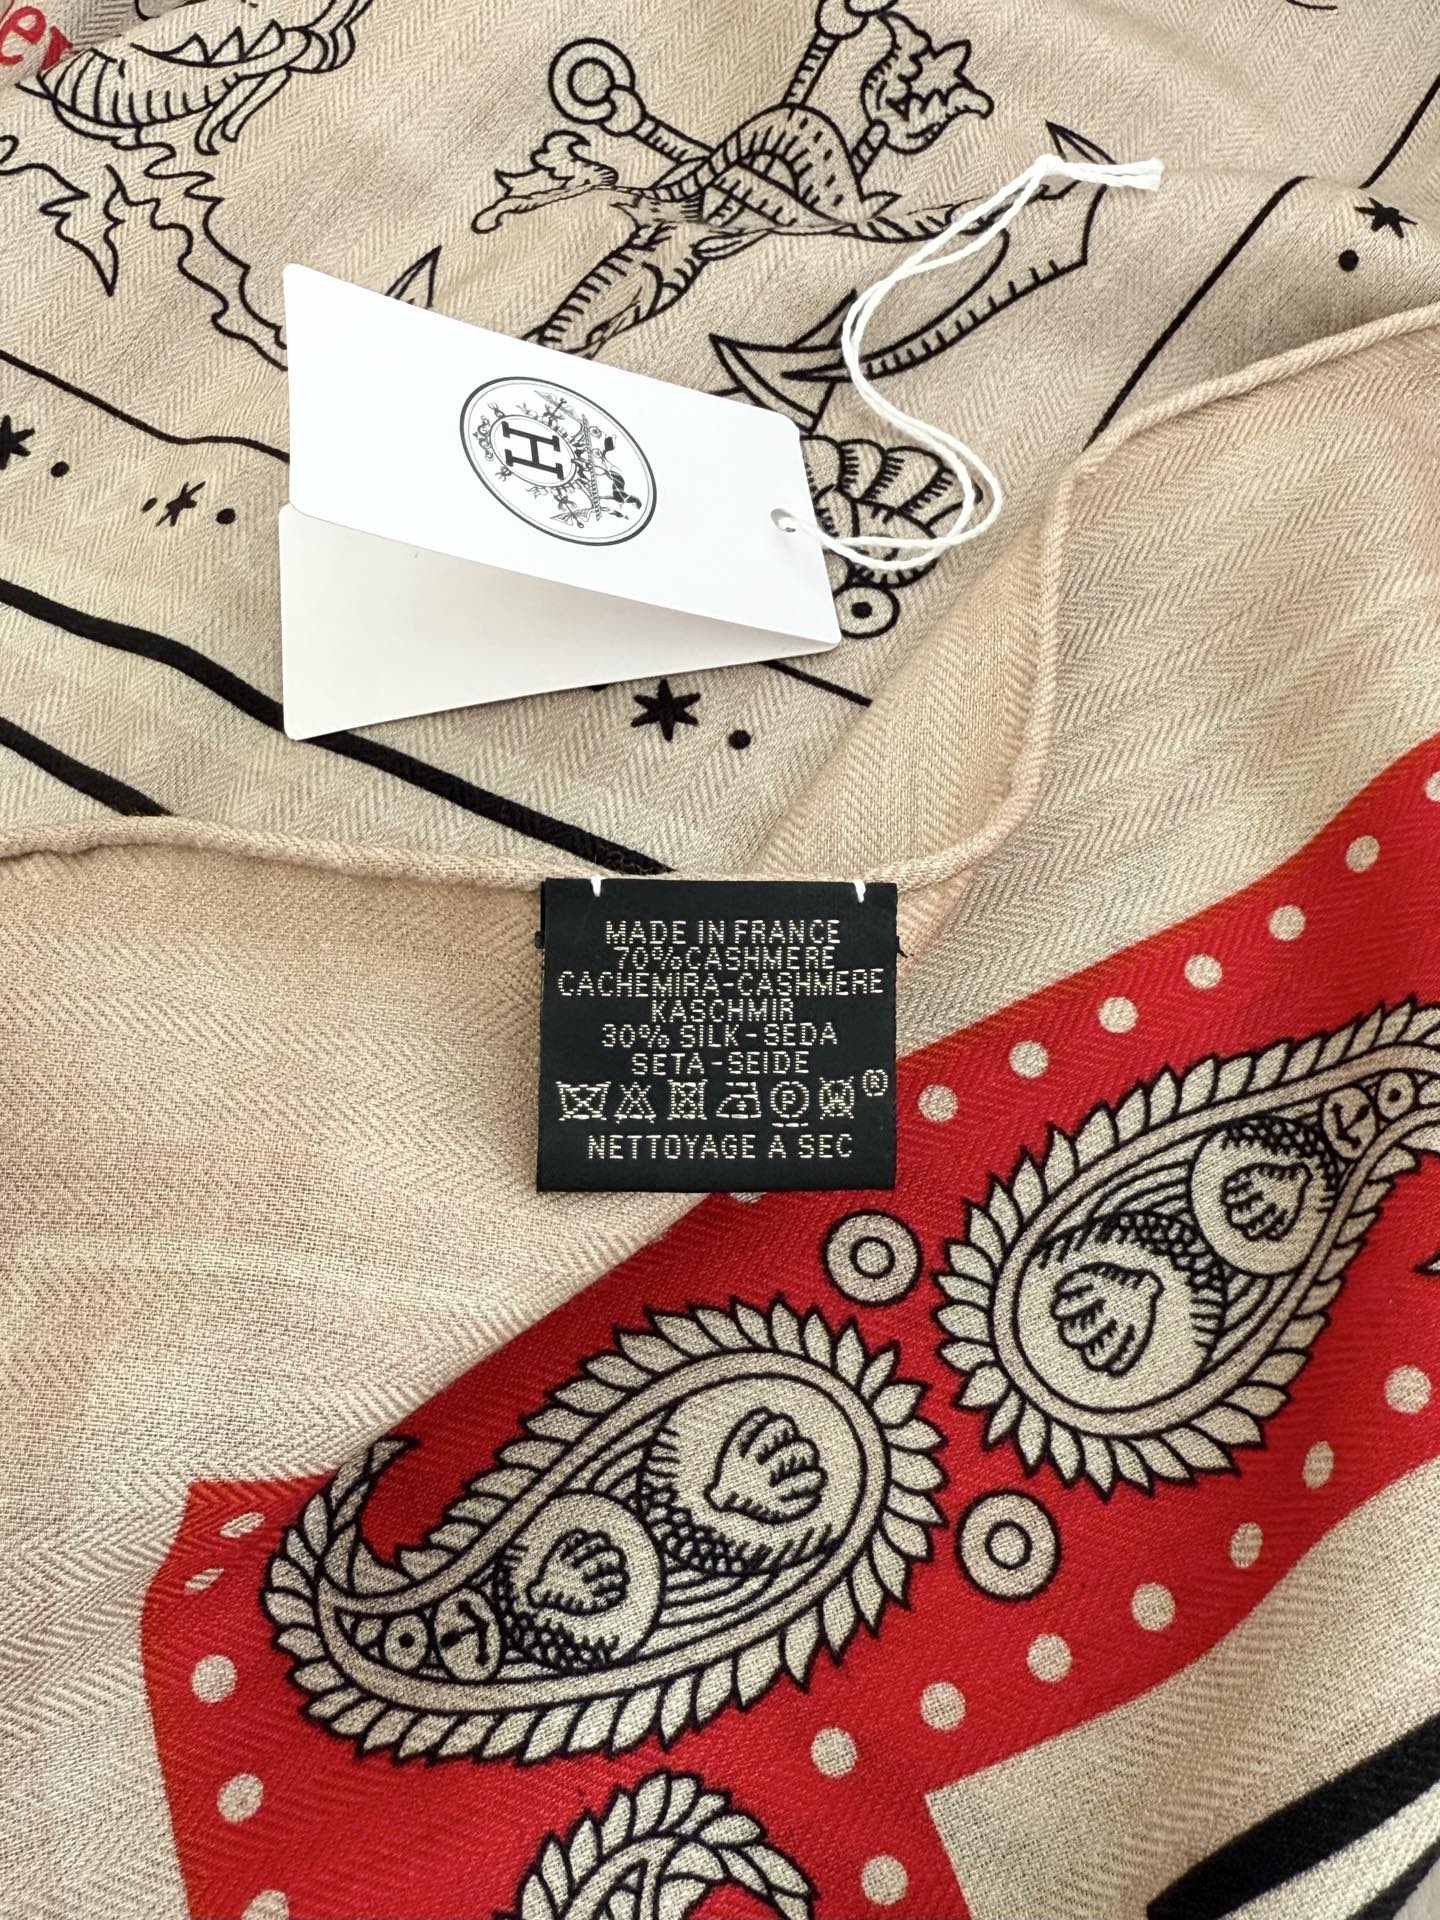 H
MADE IN FRANCE
70% CASHMERE
CACHEMIRA-CASHMERE
KASCHMIR
30% SILK-SEDA
SETA-SEIDE
P W ®
NETTOYAGE A SEC